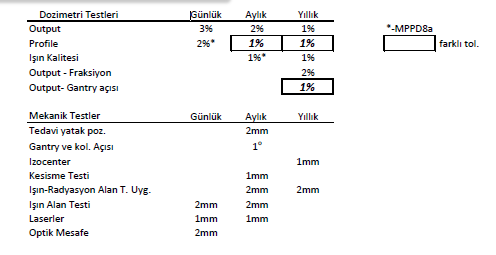 Dozimetri Testleri Günlük Aylık Yıllık
Output 3% 2% 1% *-MPPD8a
Profile 2%* 1% 1% farklı tol.
Işın Kalitesi 1%* 1%
Output - Fraksiyon 2%
Output- Gantry açısı 1%
Mekanik Testler Günlük Aylık Yıllık
Tedavi yatak poz. 2mm
Gantry ve kol. Açısı 1°
Izocenter 1mm
Kesisme Testi 1mm
Işın-Radyasyon Alan T. Uyg. 2mm 2mm
Işın Alan Testi 2mm 2mm
Laserler 1mm 1mm
Optik Mesafe 2mm